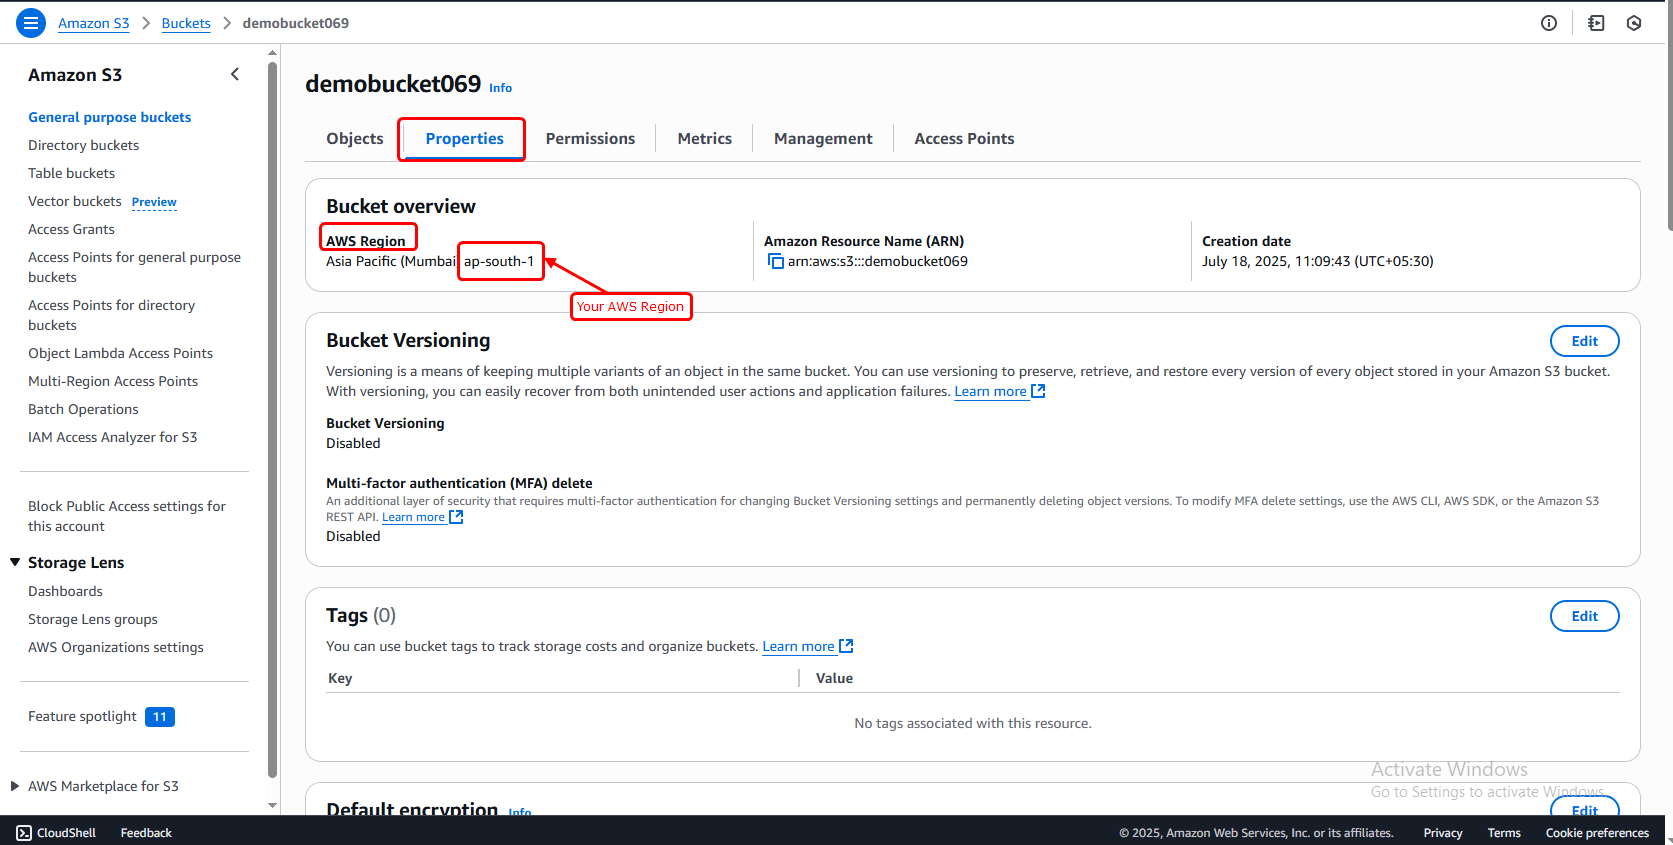 Amazon S3 > Buckets > demobucket069
Amazon S3
General purpose buckets
Directory buckets
Table buckets
Vector buckets Preview
Access Grants
Access Points for general purpose
buckets
Access Points for directory
buckets
Object Lambda Access Points
Multi-Region Access Points
Batch Operations
IAM Access Analyzer for S3
Block Public Access settings for
this account
Storage Lens
Dashboards
Storage Lens groups
AWS Organizations settings
Feature spotlight 11
AWS Marketplace for S3
demobucket069 Info
Objects Properties Permissions Metrics Management Access Points
Bucket overview
AWS Region
Asia Pacific (Mumbai) ap-south-1
Your AWS Region
Amazon Resource Name (ARN)
arn:aws:s3:::demobucket069
Creation date
July 18, 2025, 11:09:43 (UTC+05:30)
Bucket Versioning Edit
Versioning is a means of keeping multiple variants of an object in the same bucket. You can use versioning to preserve, retrieve, and restore every version of every object stored in your Amazon S3 bucket.
With versioning, you can easily recover from both unintended user actions and application failures. Learn more
Bucket Versioning
Disabled
Multi-factor authentication (MFA) delete
An additional layer of security that requires multi-factor authentication for changing Bucket Versioning settings and permanently deleting object versions. To modify MFA delete settings, use the AWS CLI, AWS SDK, or the Amazon S3
REST API. Learn more
Disabled
Tags (0) Edit
You can use bucket tags to track storage costs and organize buckets. Learn more
Key Value
No tags associated with this resource.
Default encryption Info Edit
Activate Windows
Go to Settings to activate Windows.
CloudShell Feedback © 2025, Amazon Web Services, Inc. or its affiliates. Privacy Terms Cookie preferences